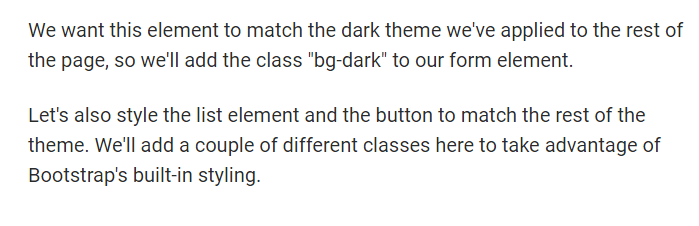 We want this element to match the dark theme we've applied to the rest of
the page, so we'll add the class "bg-dark" to our form element.
Let's also style the list element and the button to match the rest of the
theme. We'll add a couple of different classes here to take advantage of
Bootstrap's built-in styling.